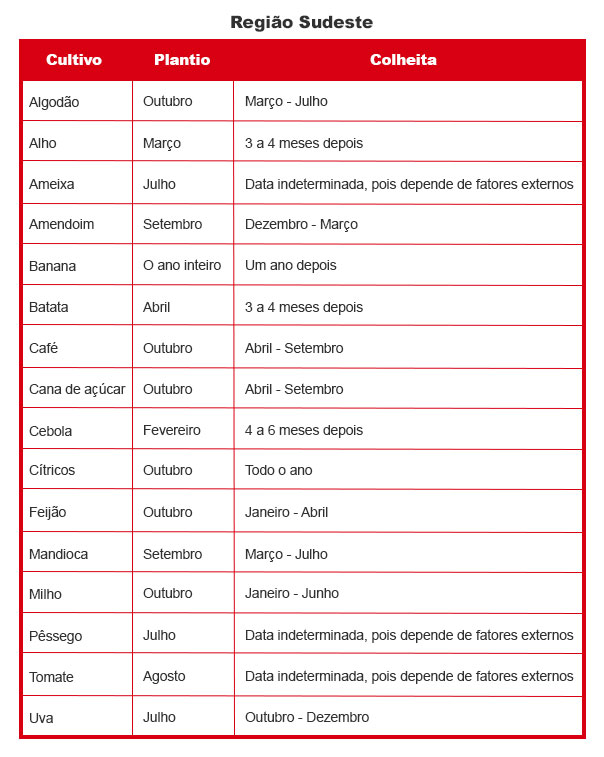 Região Sudeste
Cultivo Plantio Colheita
Algodão Outubro Março - Julho
Alho Março 3 a 4 meses depois
Ameixa Julho Data indeterminada, pois depende de fatores externos
Amendoim Setembro Dezembro - Março
Banana O ano inteiro Um ano depois
Batata Abril 3 a 4 meses depois
Café Outubro Abril - Setembro
Cana de açúcar Outubro Abril - Setembro
Cebola Fevereiro 4 a 6 meses depois
Cítricos Outubro Todo o ano
Feijão Outubro Janeiro - Abril
Mandioca Setembro Março - Julho
Milho Outubro Janeiro - Junho
Pêssego Julho Data indeterminada, pois depende de fatores externos
Tomate Agosto Data indeterminada, pois depende de fatores externos
Uva Julho Outubro - Dezembro